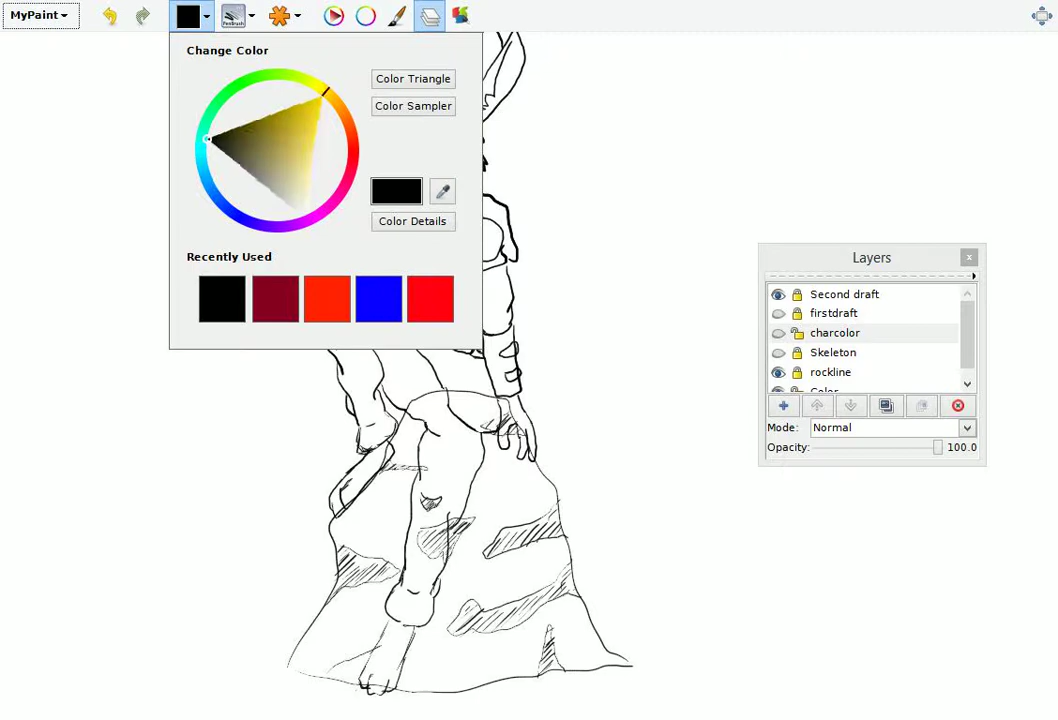 MyPaint
Change Color
Color Triangle
Color Sampler
Color Details
Recently Used
Layers
Second draft
firstdraft
charcolor
Skeleton
rockline
Color
Mode: Normal
Opacity: 100.0